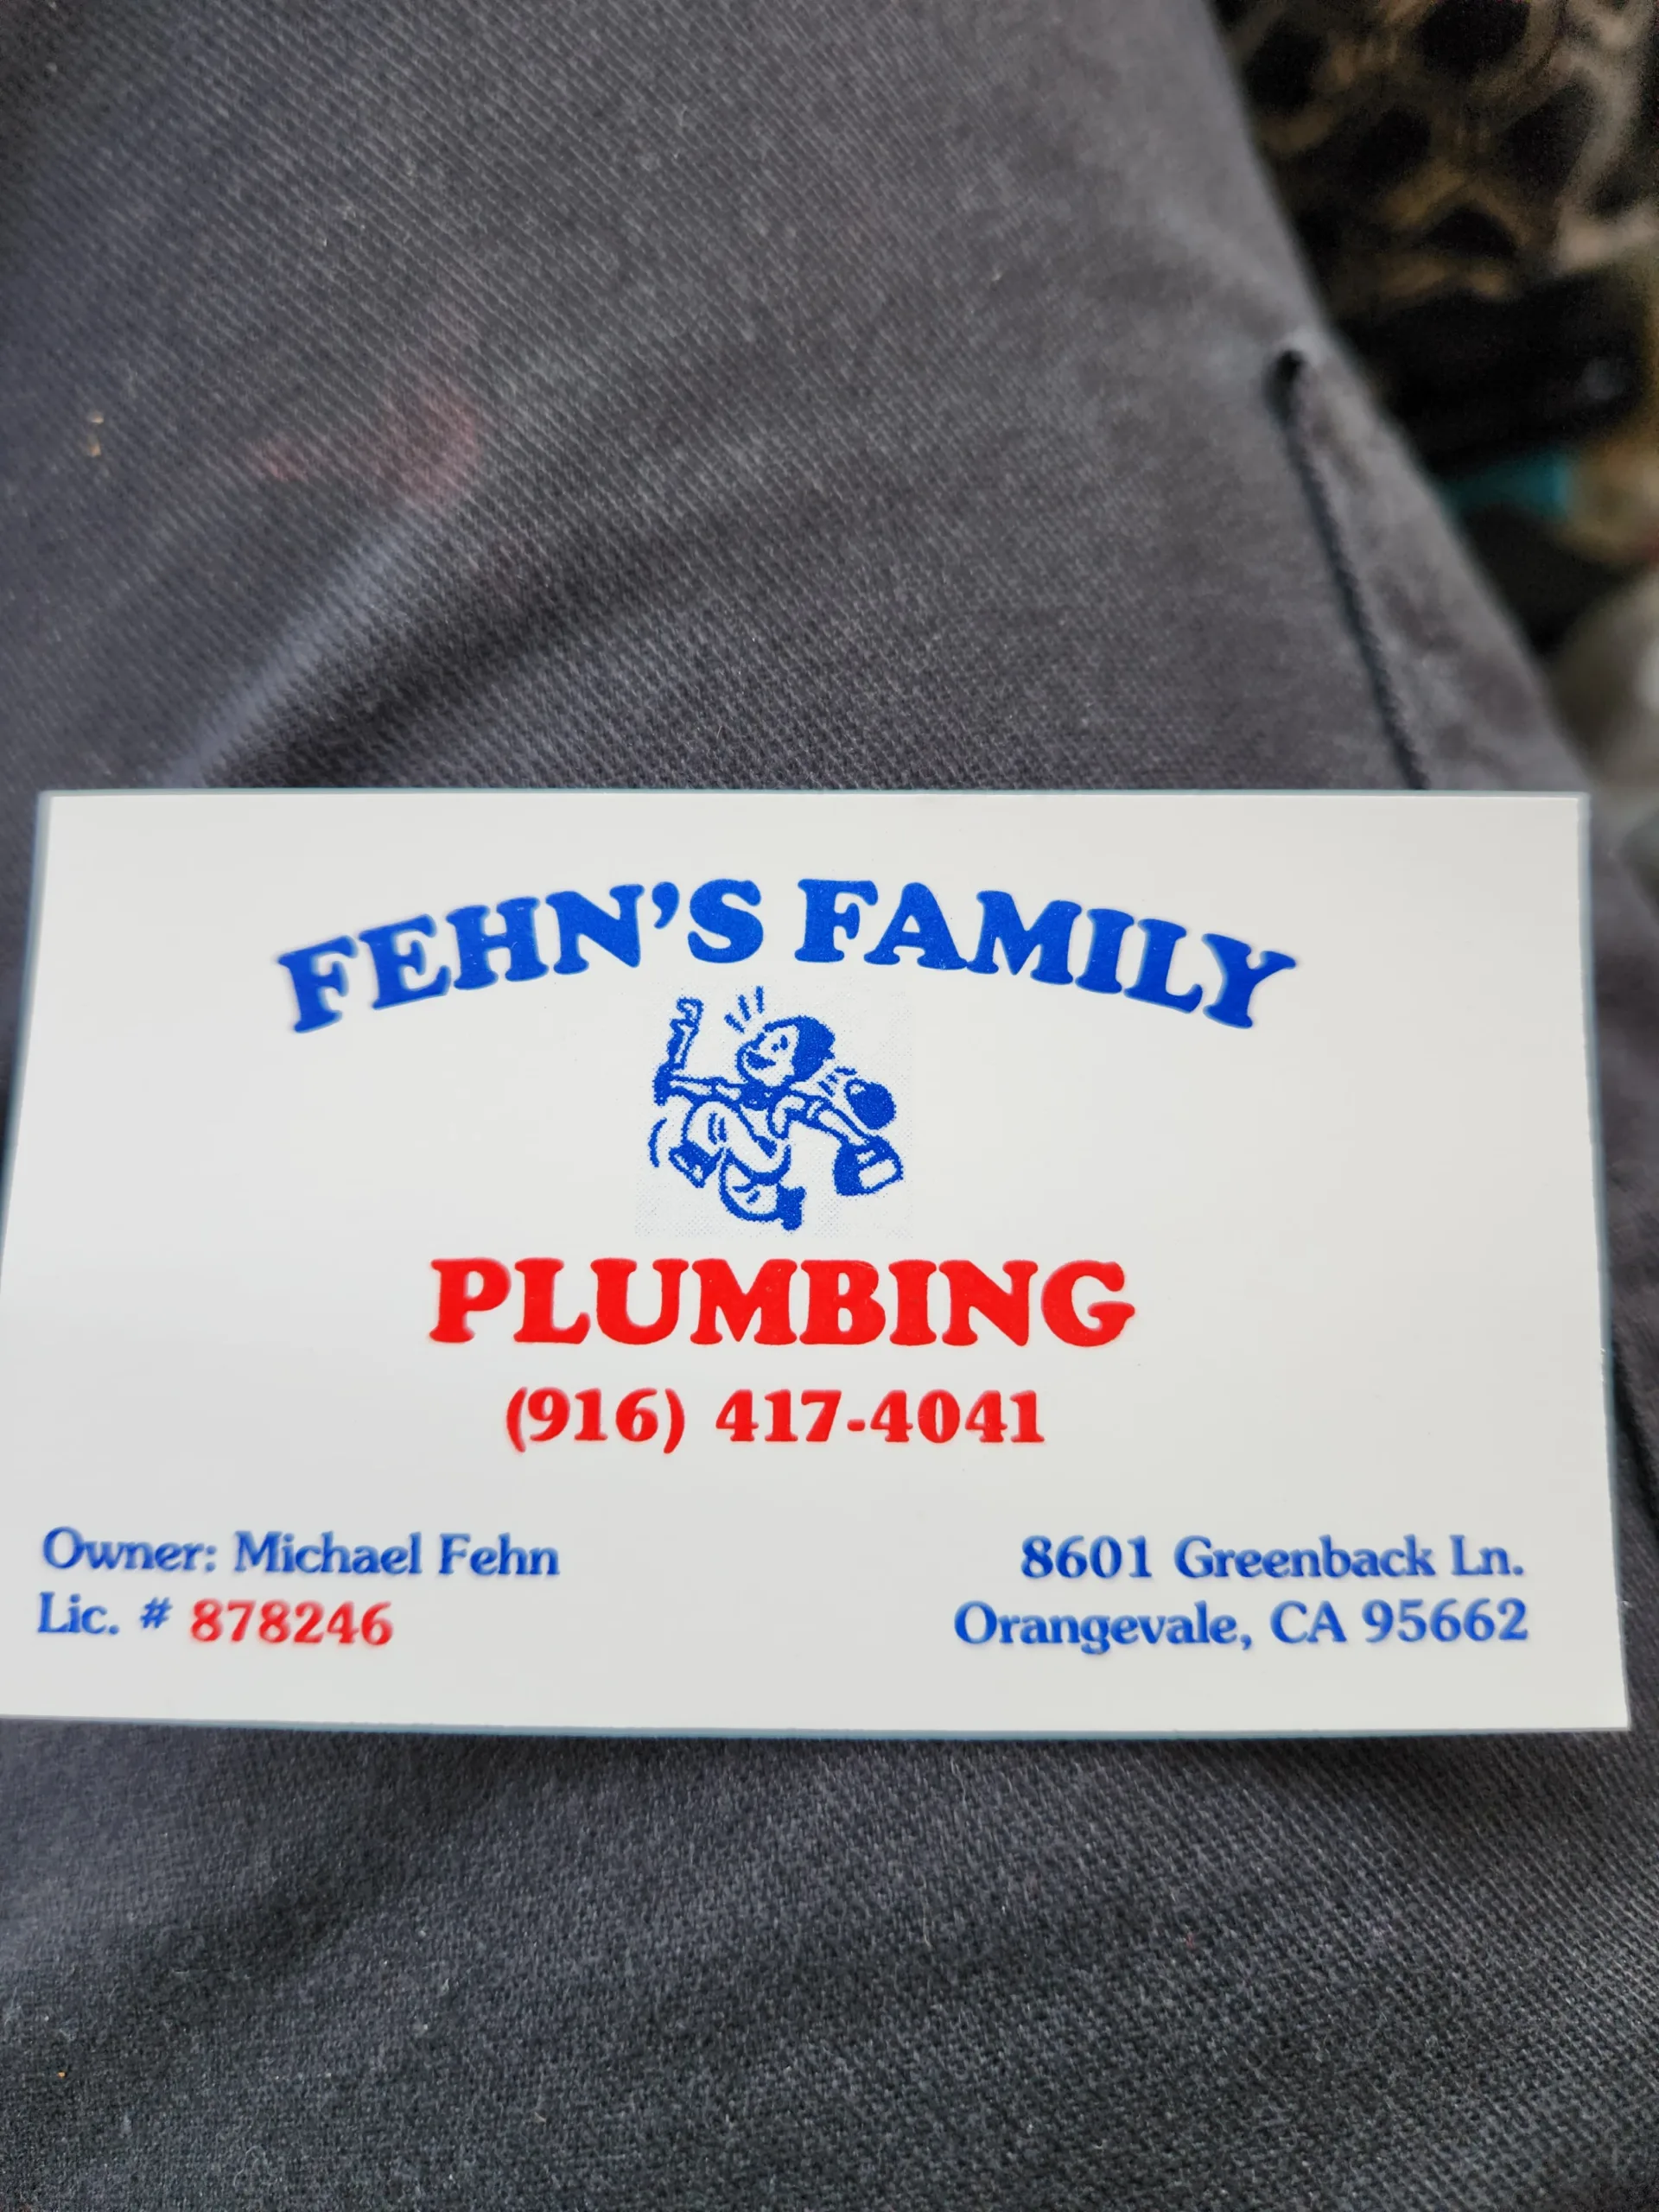 FEHN'S FAMILY
PLUMBING
(916) 417-4041
Owner: Michael Fehn
Lic. # 878246
8601 Greenback Ln.
Orangevale, CA 95662